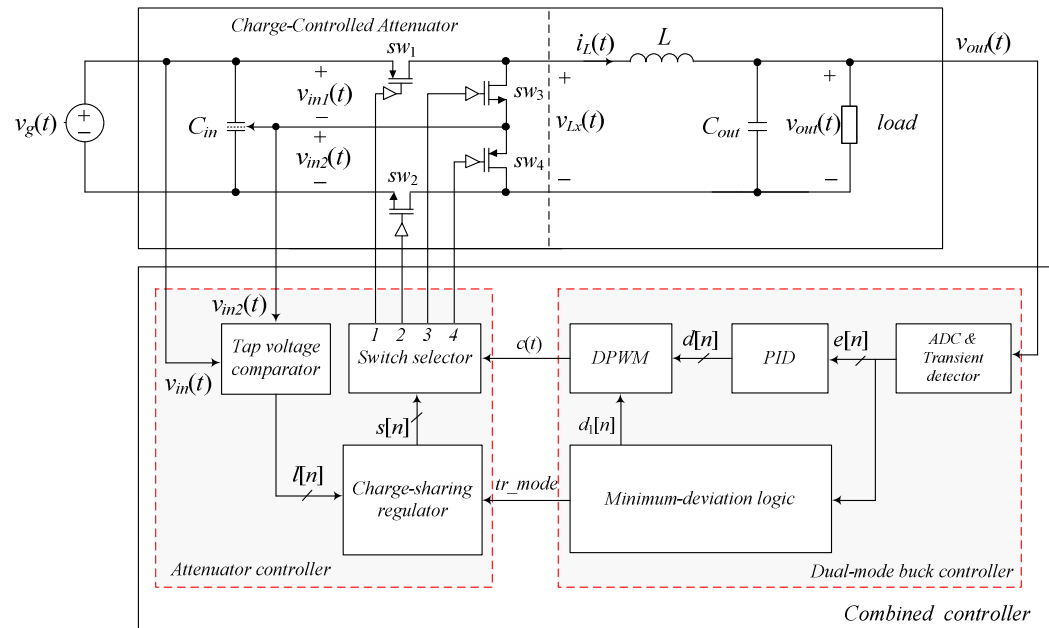 Charge-Controlled Attenuator
sw1
iL(t)
L
vout(t)
+
vin1(t)
−
sw3
+
vg(t)
+
−
Cin
vLx(t)
Cout
+
vout(t)
−
load
+
vin2(t)
−
sw4
sw2
−
vin2(t)
1 2 3 4
Tap voltage
comparator
Switch selector
c(t)
DPWM
d[n]
PID
e[n]
ADC &
Transient
detector
vin(t)
s[n]
d1[n]
l[n]
Charge-sharing
regulator
tr_mode
Minimum-deviation logic
Attenuator controller
Dual-mode buck controller
Combined controller